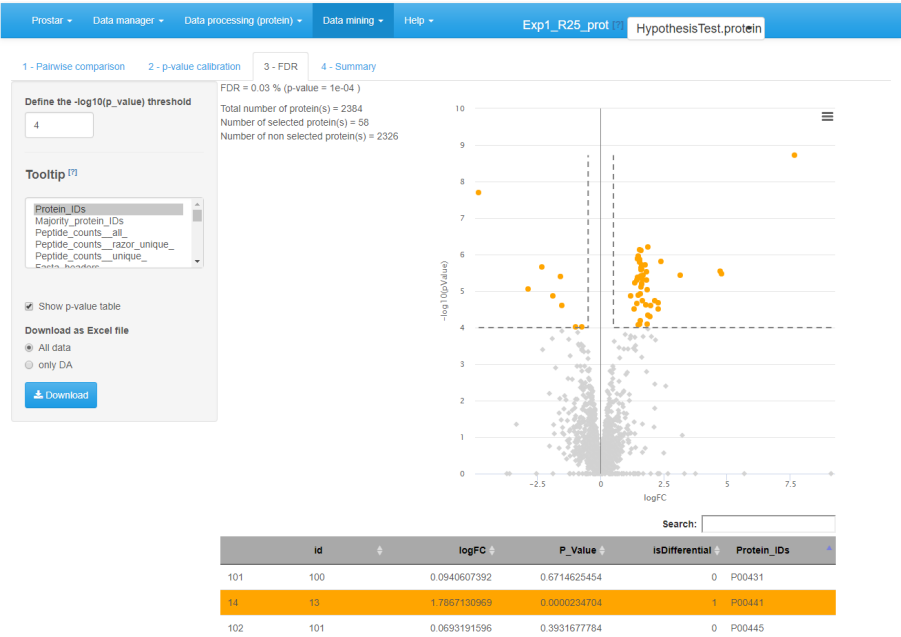 Prostar Data manager Data processing (protein) Data mining Help Exp1_R25_prot [?] HypothesisTest.protein
1 - Pairwise comparison 2 - p-value calibration 3 - FDR 4 - Summary
Define the -log10(p_value) threshold
4
Tooltip [?]
Protein_IDs
Majority_protein_IDs
Peptide_counts__all_
Peptide_counts__razor_unique_
Peptide_counts__unique_
Fasta_headers
Show p-value table
Download as Excel file
All data
only DA
Download
FDR = 0.03 % (p-value = 1e-04 )
Total number of protein(s) = 2384
Number of selected protein(s) = 58
Number of non selected protein(s) = 2326
-log10(pValue)
10
9
8
7
6
5
4
3
2
1
0
-2.5 0 2.5 5 7.5
logFC
Search:
id logFC P_Value isDifferential Protein_IDs
101 100 0.0940607392 0.6714625454 0 P00431
14 13 1.7867130969 0.0000234704 1 P00441
102 101 0.0693191596 0.3931677784 0 P00445